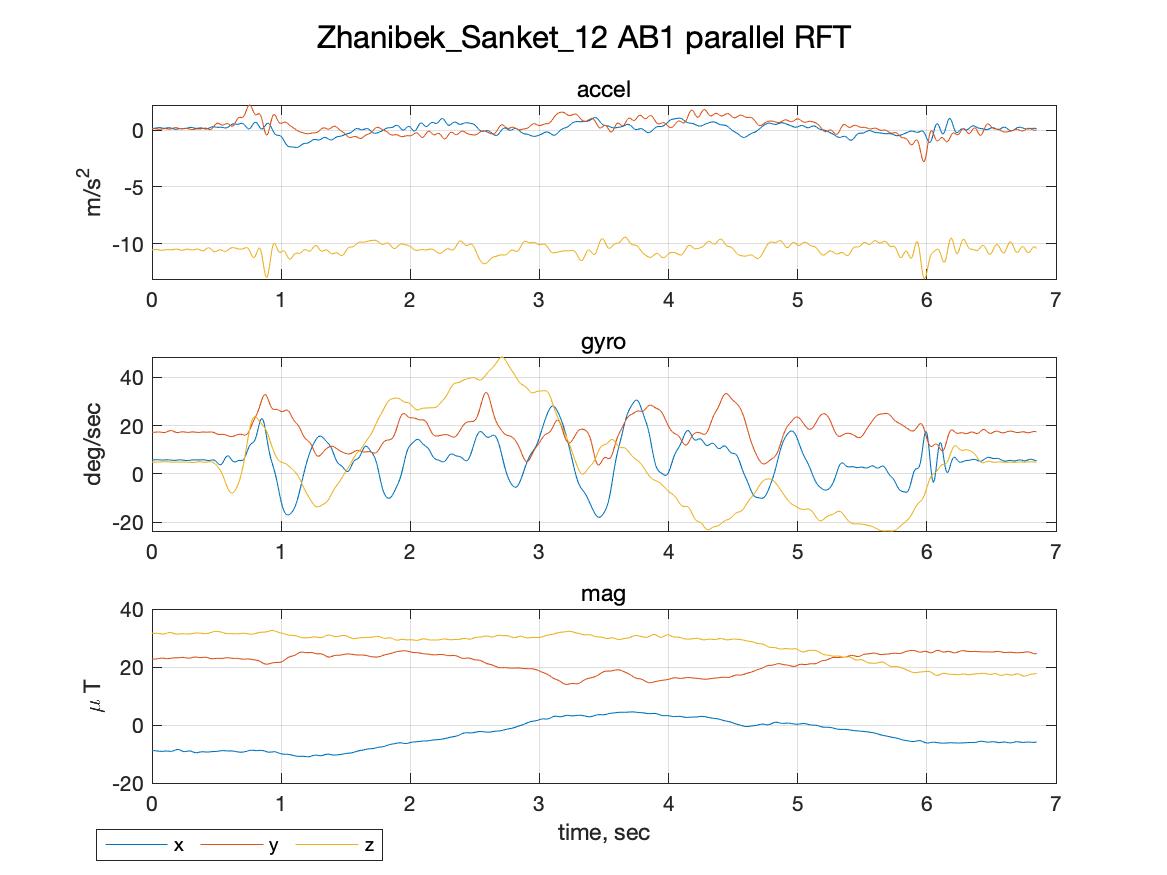 Zhanibek_Sanket_12 AB1 parallel RFT
accel
0
-5
-10
m/s2
0 1 2 3 4 5 6 7
gyro
40
20
0
-20
deg/sec
0 1 2 3 4 5 6 7
mag
40
20
0
-20
μ T
0 1 2 3 4 5 6 7
time, sec
x y z